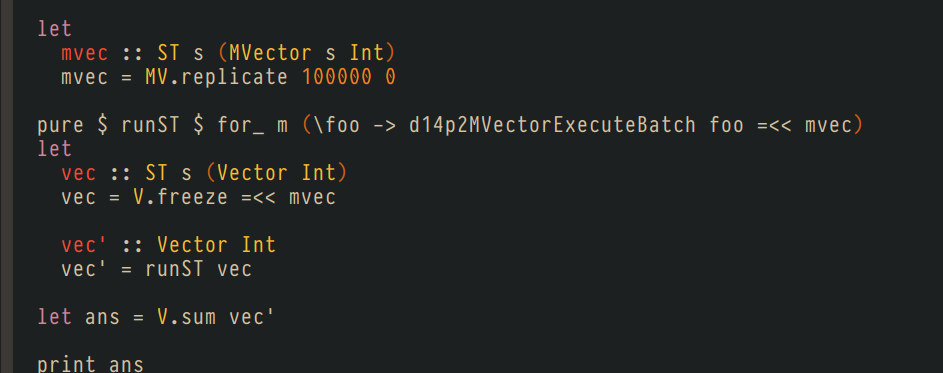 let
mvec :: ST s (MVector s Int)
mvec = MV.replicate 100000 0
pure $ runST $ for_ m (\foo -> d14p2MVectorExecuteBatch foo =<< mvec)
let
vec :: ST s (Vector Int)
vec = V.freeze =<< mvec
vec' :: Vector Int
vec' = runST vec
let ans = V.sum vec'
print ans